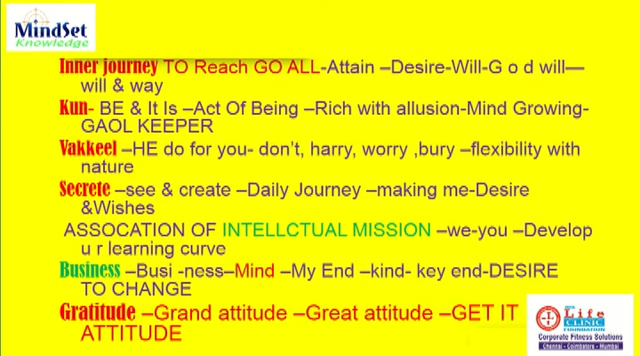 MindSet
Knowledge
Inner journey TO Reach GO ALL-Attain –Desire-Will-G o d will—
will & way
Kun- BE & It Is –Act Of Being –Rich with allusion-Mind Growing-
GAOL KEEPER
Vakkeel –HE do for you- don't, harry, worry ,bury –flexibility with
nature
Secrete –see & create –Daily Journey –making me-Desire
&Wishes
ASSOCATION OF INTELLCTUAL MISSION –we-you –Develop
u r learning curve
Business –Busi -ness–Mind –My End –kind- key end-DESIRE
TO CHANGE
Gratitude –Grand attitude –Great attitude –GET IT
ATTITUDE
Life
CLINIC
FOUNDATION
Corporate Fitness Solutions
Chennai - Coimbatore - Mumbai